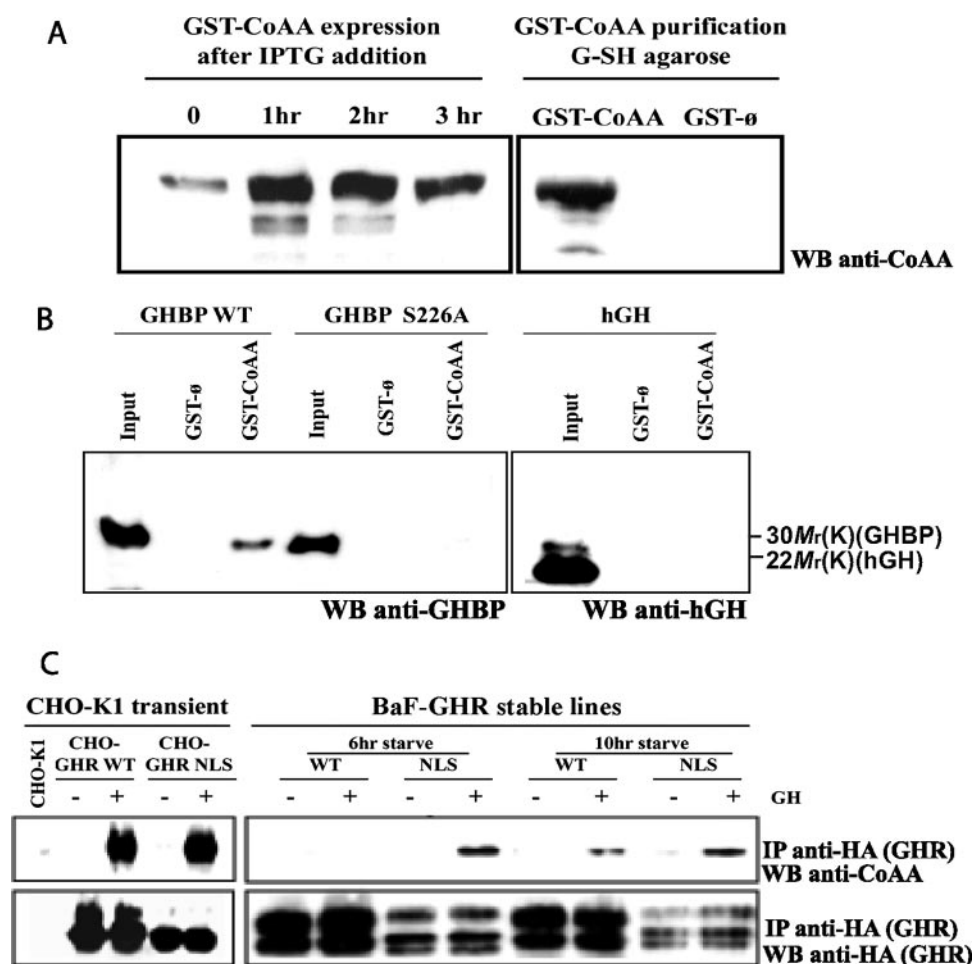 A
GST-CoAA expression
after IPTG addition
GST-CoAA purification
G-SH agarose
0 1hr 2hr 3 hr GST-CoAA GST-ø
WB anti-CoAA
B
GHBP WT GHBP S226A hGH
Input GST-ø GST-CoAA Input GST-ø GST-CoAA Input GST-ø GST-CoAA
30Mr(K)(GHBP)
22Mr(K)(hGH)
WB anti-GHBP WB anti-hGH
C
CHO-K1 transient BaF-GHR stable lines
CHO-K1
CHO-
GHR WT
CHO-
GHR NLS
6hr starve 10hr starve
WT NLS WT NLS
- + - + - + - + - + - + GH
IP anti-HA (GHR)
WB anti-CoAA
IP anti-HA (GHR)
WB anti-HA (GHR)